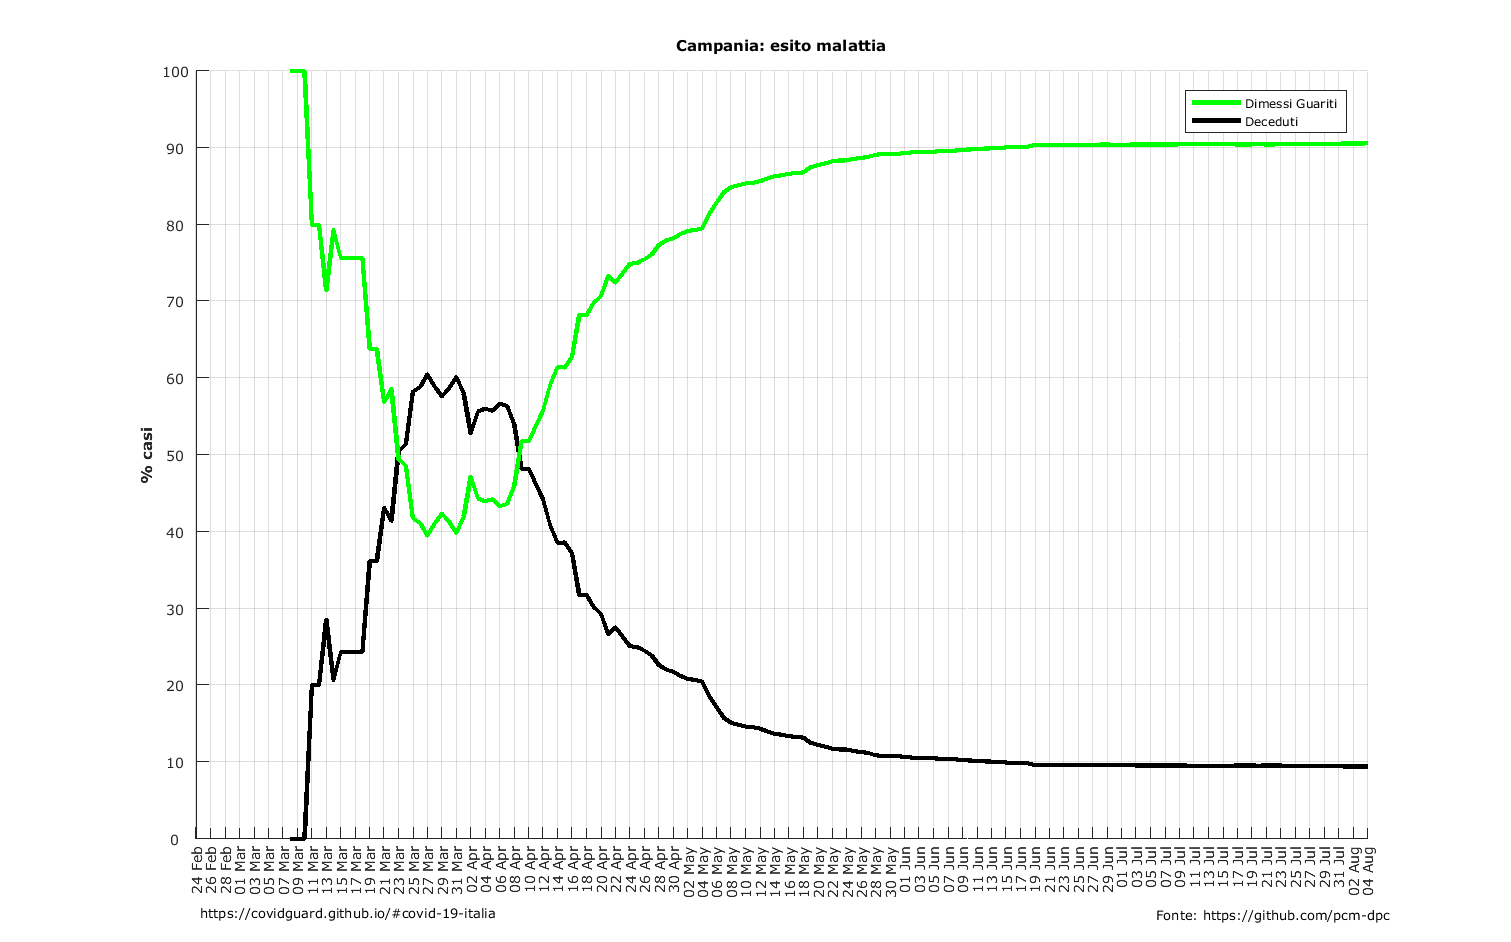 Campania: esito malattia
100
90
80
70
60
50
40
30
20
10
0
% casi
Dimessi Guariti
Deceduti
24 Feb
26 Feb
28 Feb
01 Mar
03 Mar
05 Mar
07 Mar
09 Mar
11 Mar
13 Mar
15 Mar
17 Mar
19 Mar
21 Mar
23 Mar
25 Mar
27 Mar
29 Mar
31 Mar
02 Apr
04 Apr
06 Apr
08 Apr
10 Apr
12 Apr
14 Apr
16 Apr
18 Apr
20 Apr
22 Apr
24 Apr
26 Apr
28 Apr
30 Apr
02 May
04 May
06 May
08 May
10 May
12 May
14 May
16 May
18 May
20 May
22 May
24 May
26 May
28 May
30 May
01 Jun
03 Jun
05 Jun
07 Jun
09 Jun
11 Jun
13 Jun
15 Jun
17 Jun
19 Jun
21 Jun
23 Jun
25 Jun
27 Jun
29 Jun
01 Jul
03 Jul
05 Jul
07 Jul
09 Jul
11 Jul
13 Jul
15 Jul
17 Jul
19 Jul
21 Jul
23 Jul
25 Jul
27 Jul
29 Jul
31 Jul
02 Aug
04 Aug
https://covidguard.github.io/#covid-19-italia
Fonte: https://github.com/pcm-dpc